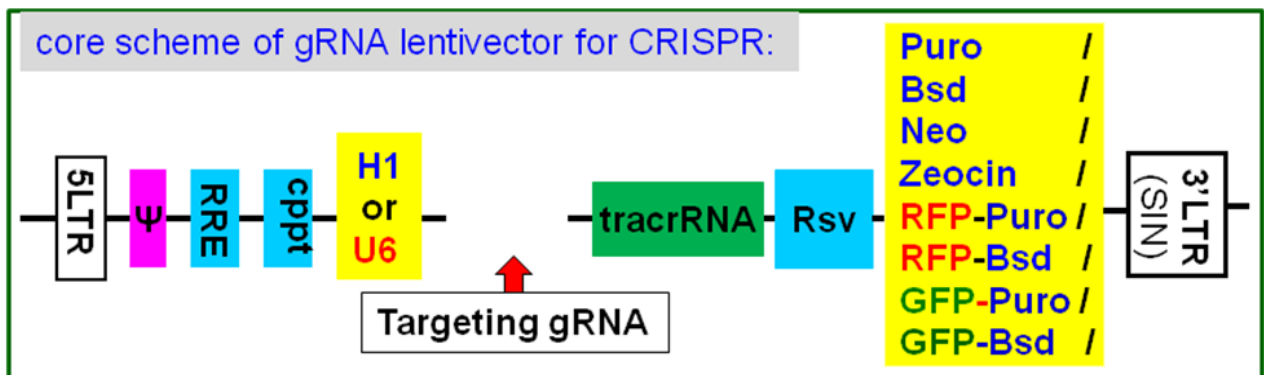 core scheme of gRNA lentivector for CRISPR:
5LTR
Ψ
RRE
cppt
H1
or
U6
Targeting gRNA
tracrRNA
Rsv
Puro /
Bsd /
Neo /
Zeocin /
RFP-Puro /
RFP-Bsd /
GFP-Puro /
GFP-Bsd /
3'LTR
(SIN)